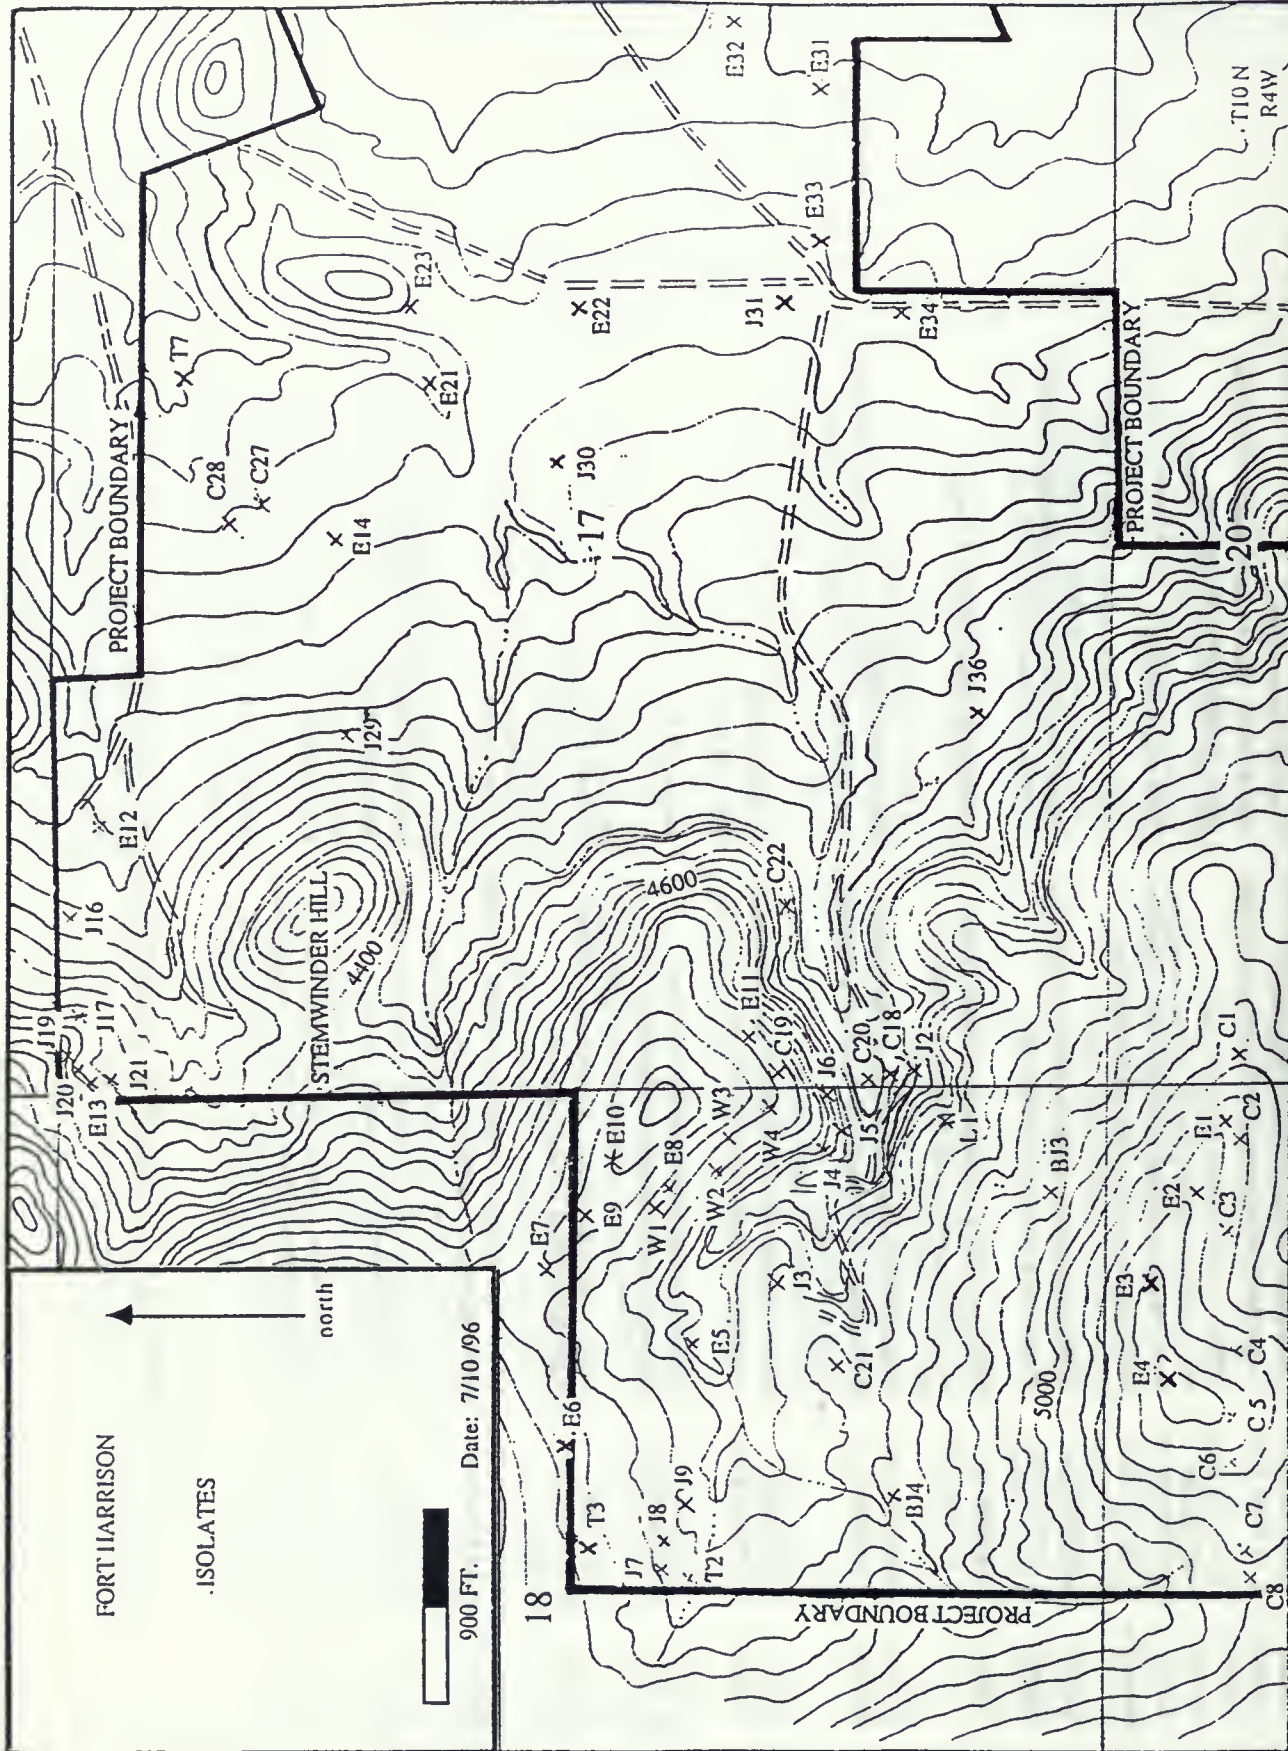 FORT HARRISON
.ISOLATES
900 FT.
Date: 7/10/96
north
18
PROJECT BOUNDARY
PROJECT BOUNDARY
PROJECT BOUNDARY
STEMWINDER HILL
4400
4600
5000
17
20
T10N
R4W
J19
J20
E13
J17
J21
J16
E12
J29
E14
C28
C27
T7
E23
E21
E22
J30
J31
E33
E34
E32
E31
J36
C22
E11
C19
J6
C20
C18
J2
J5
J4
L1
W4
W3
E10
E8
W2
E9
W1
E7
E5
J3
C21
E6
T3
J7
J8
J9
T2
BJ4
BJ3
C1
E1
C2
E2
C3
E3
E4
?
C4
C5
C6
C7
C8